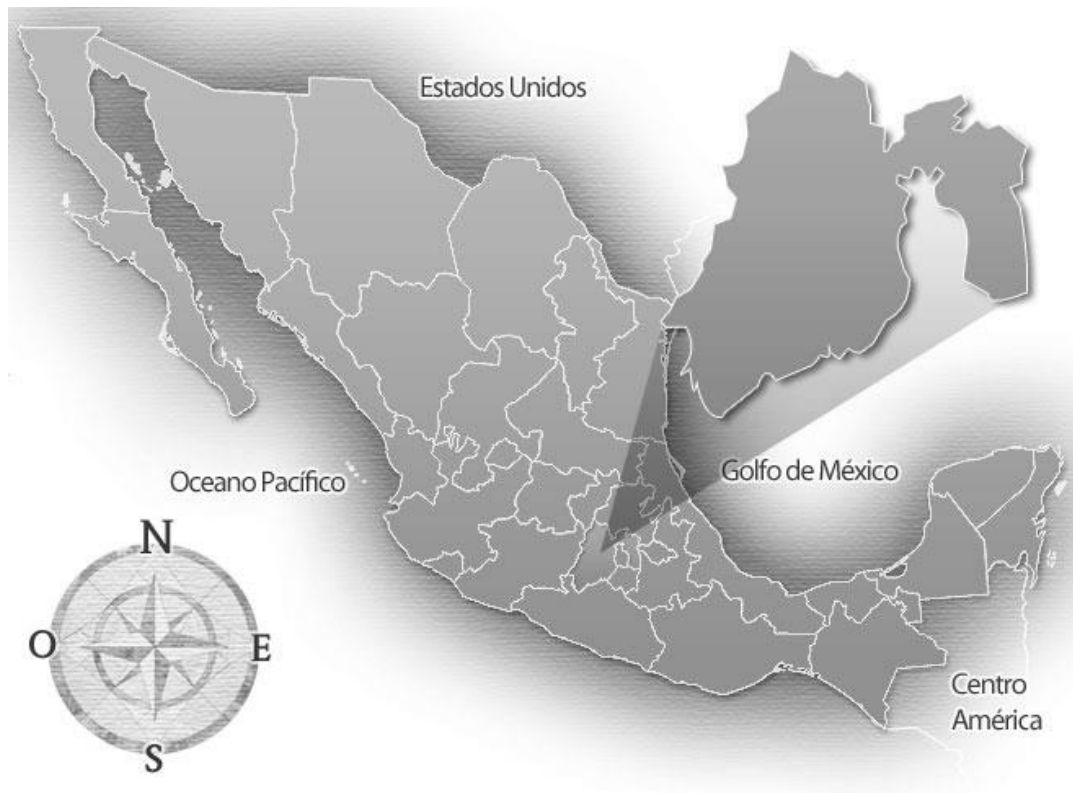 Estados Unidos
Golfo de México
Oceano Pacífico
N
O
E
S
Centro
América